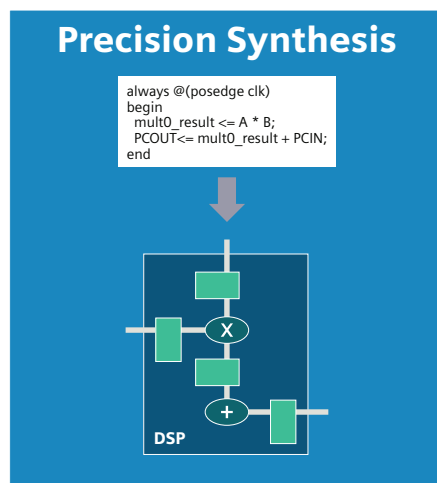 Precision Synthesis
always @(posedge clk)
begin
mult0_result <= A * B;
PCOUT<= mult0_result + PCIN;
end
X
+
DSP